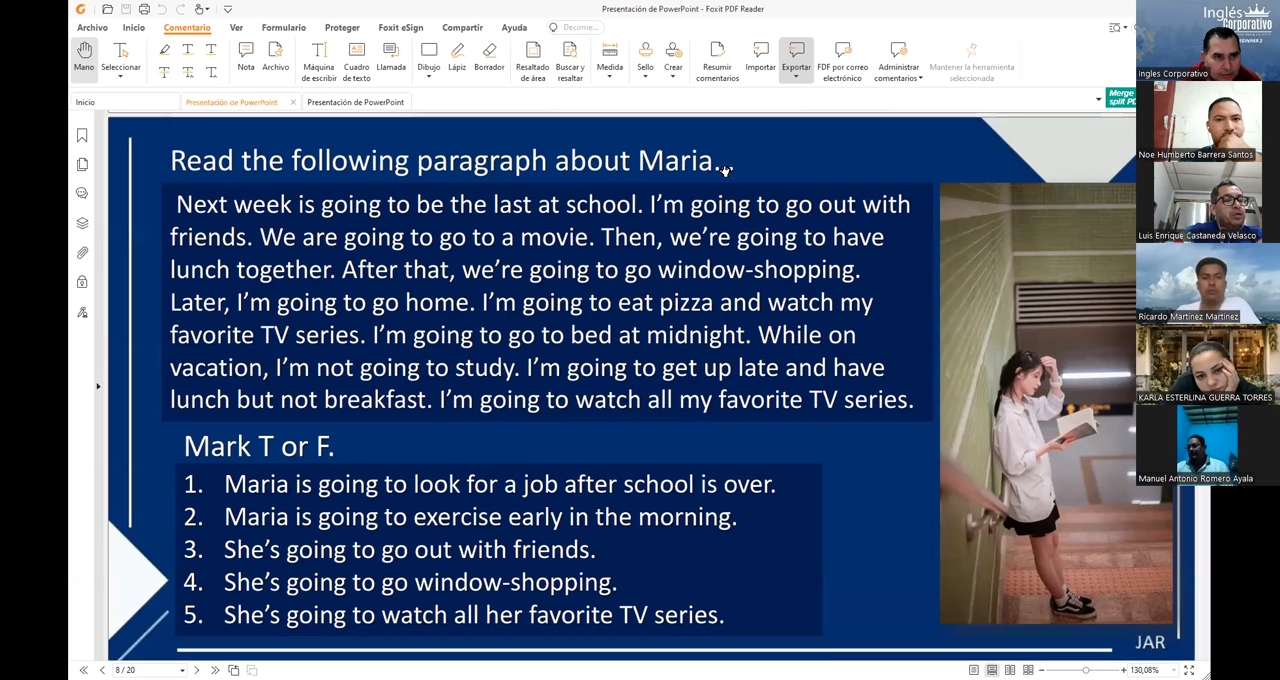 Presentación de PowerPoint - Foxit PDF Reader
Archivo Inicio Comentario Ver Formulario Proteger Foxit eSign Compartir Ayuda Decirme...
Mano Seleccionar Nota Archivo Máquina de escribir Cuadro de texto Llamada Dibujo Lápiz Borrador Resaltado de área Buscar y resaltar Medida Sello Crear Resumir comentarios Importar Exportar PDF por correo electrónico Administrar comentarios Mantener la herramienta seleccionada
Inicio Presentación de PowerPoint Presentación de PowerPoint
Merge
split PD
Read the following paragraph about Maria...
Next week is going to be the last at school. I’m going to go out with
friends. We are going to go to a movie. Then, we’re going to have
lunch together. After that, we’re going to go window-shopping.
Later, I’m going to go home. I’m going to eat pizza and watch my
favorite TV series. I’m going to go to bed at midnight. While on
vacation, I’m not going to study. I’m going to get up late and have
lunch but not breakfast. I’m going to watch all my favorite TV series.
Mark T or F.
1. Maria is going to look for a job after school is over.
2. Maria is going to exercise early in the morning.
3. She’s going to go out with friends.
4. She’s going to go window-shopping.
5. She’s going to watch all her favorite TV series.
JAR
8 / 20
130,08%
Inglés
Corporativo
Ingles Corporativo
Noe Humberto Barrera Santos
Luis Enrique Castaneda Velasco
Ricardo Martínez Martínez
KARLA ESTERLINA GUERRA TORRES
Manuel Antonio Romero Ayala